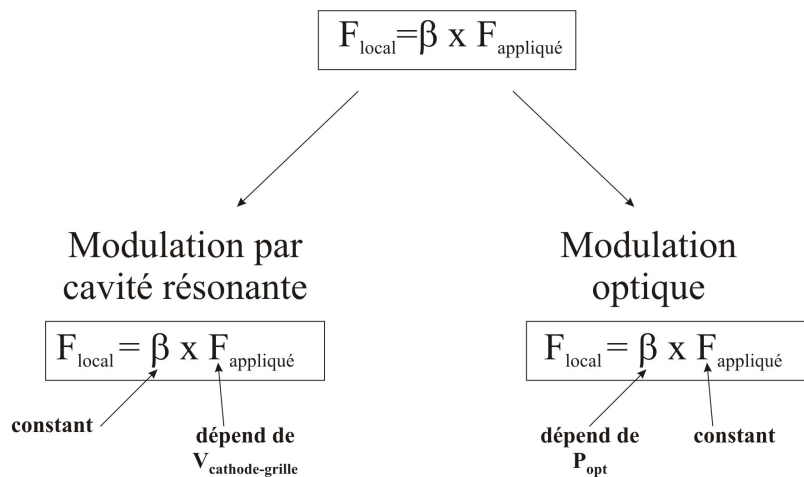 F_local=β x F_appliqué
Modulation par
cavité résonante
F_local = β x F_appliqué
constant
dépend de
V_cathode-grille
Modulation
optique
F_local = β x F_appliqué
dépend de
P_opt
constant